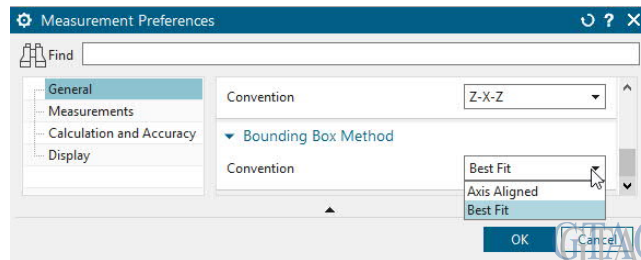 Measurement Preferences
?
Find
General
Measurements
Calculation and Accuracy
Display
Convention
Z-X-Z
Bounding Box Method
Convention
Best Fit
Axis Aligned
Best Fit
OK
Cancel
GTAC